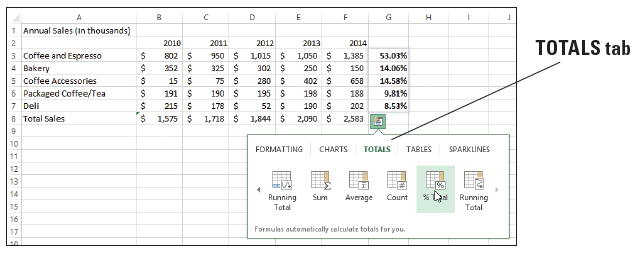 A B C D E F G H I J
1 Annual Sales (in thousands)
2 2010 2011 2012 2013 2014
3 Coffee and Espresso $ 802 $ 950 $ 1,015 $ 1,050 $ 1,385 53.03%
4 Bakery $ 352 $ 325 $ 302 $ 250 $ 150 14.06%
5 Coffee Accessories $ 15 $ 75 $ 280 $ 402 $ 658 14.58%
6 Packaged Coffee/Tea $ 191 $ 190 $ 195 $ 198 $ 188 9.81%
7 Deli $ 215 $ 178 $ 52 $ 190 $ 202 8.53%
8 Total Sales $ 1,575 $ 1,718 $ 1,844 $ 2,090 $ 2,583
9
10
11
12
13
14
15
16
17
TOTALS tab
FORMATTING CHARTS TOTALS TABLES SPARKLINES
Running Total Sum Average Count % Total Running Total
Formulas automatically calculate totals for you.